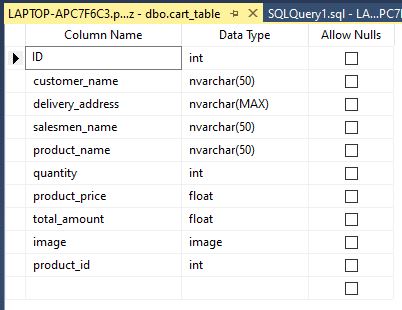 LAPTOP-APC7F6C3.p...z - dbo.cart_table SQLQuery1.sql - LA...PC7
Column Name Data Type Allow Nulls
ID int
customer_name nvarchar(50)
delivery_address nvarchar(MAX)
salesmen_name nvarchar(50)
product_name nvarchar(50)
quantity int
product_price float
total_amount float
image image
product_id int